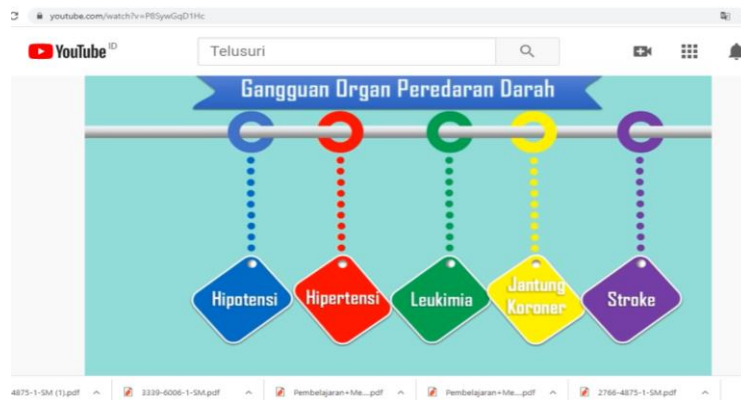 youtube.com/watch?v=P8SywGqD1Hc
YouTube ID
Telusuri
Gangguan Organ Peredaran Darah
Hipotensi
Hipertensi
Leukimia
Jantung
Koroner
Stroke
4875-1-SM (1).pdf
3339-6006-1-SM.pdf
Pembelajaran+Me....pdf
Pembelajaran+Me....pdf
2766-4875-1-SM.pdf